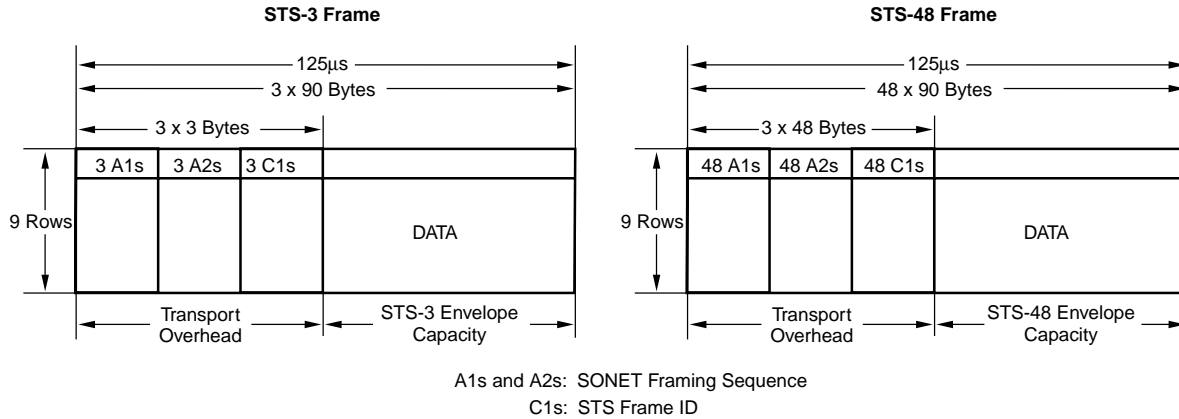 STS-3 Frame
125μs
3 x 90 Bytes
3 x 3 Bytes
3 A1s 3 A2s 3 C1s
9 Rows
DATA
Transport
Overhead
STS-3 Envelope
Capacity
STS-48 Frame
125μs
48 x 90 Bytes
3 x 48 Bytes
48 A1s 48 A2s 48 C1s
9 Rows
DATA
Transport
Overhead
STS-48 Envelope
Capacity
A1s and A2s: SONET Framing Sequence
C1s: STS Frame ID